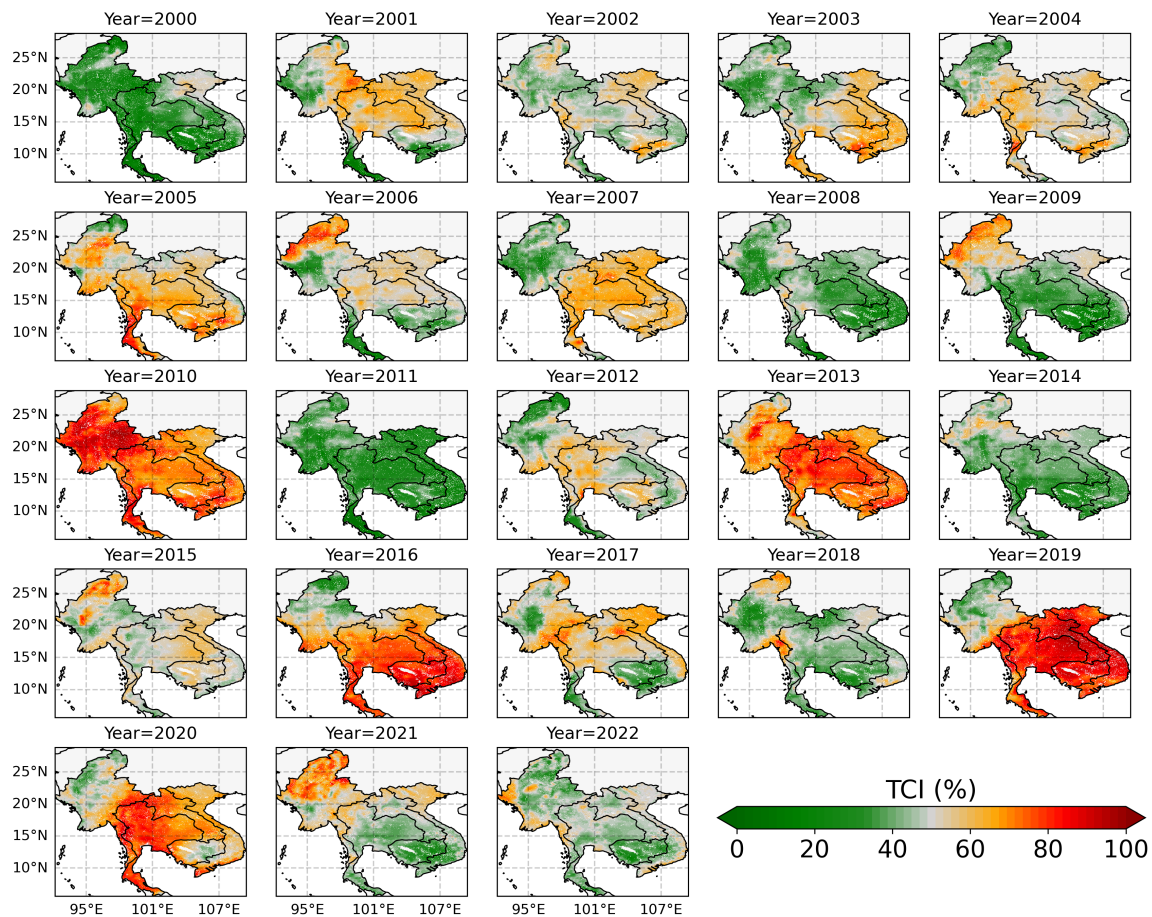 Year=2000 Year=2001 Year=2002 Year=2003 Year=2004
25°N
20°N
15°N
10°N
Year=2005 Year=2006 Year=2007 Year=2008 Year=2009
25°N
20°N
15°N
10°N
Year=2010 Year=2011 Year=2012 Year=2013 Year=2014
25°N
20°N
15°N
10°N
Year=2015 Year=2016 Year=2017 Year=2018 Year=2019
25°N
20°N
15°N
10°N
Year=2020 Year=2021 Year=2022
25°N
20°N
15°N
10°N
95°E 101°E 107°E 95°E 101°E 107°E 95°E 101°E 107°E
TCI (%)
0 20 40 60 80 100